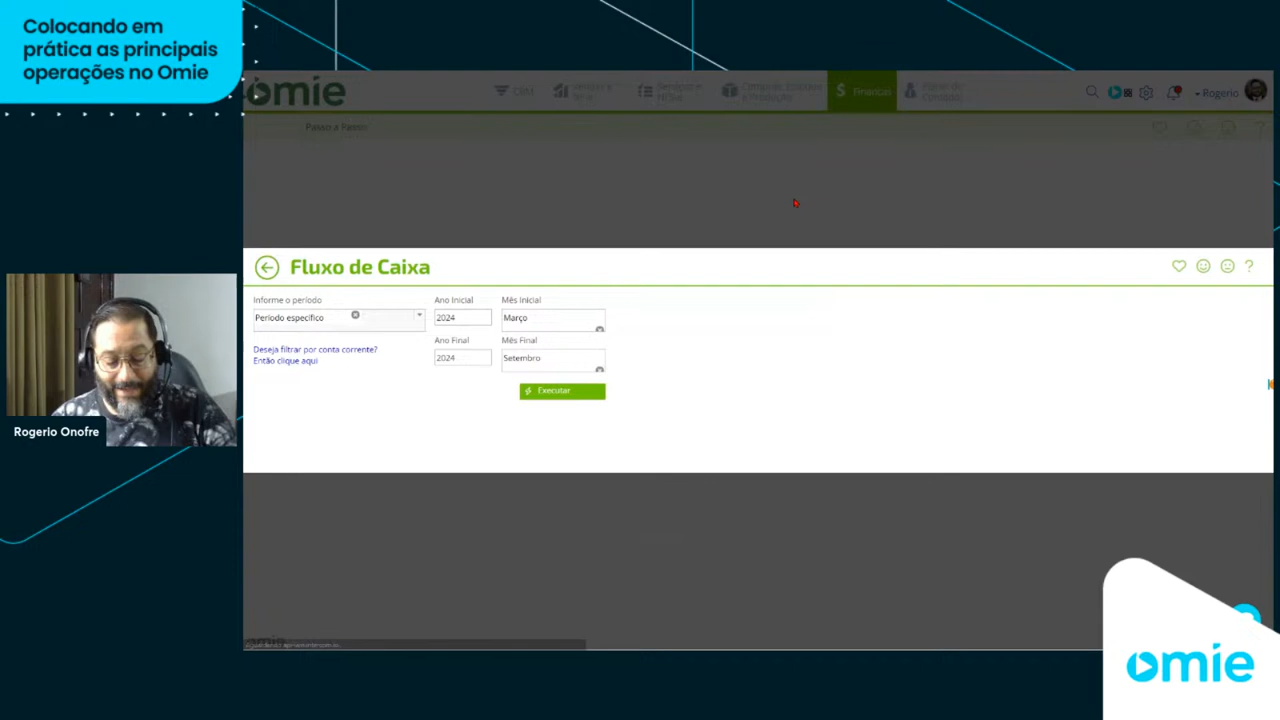 Colocando em
prática as principais
operações no Omie
omie
CRM
Finanças
Rogerio
Passo a Passo
Fluxo de Caixa
Informe o período
Ano Inicial
Mês Inicial
Período específico
2024
Março
Ano Final
Mês Final
Deseja filtrar por conta corrente?
Então clique aqui
2024
Setembro
Executar
Rogerio Onofre
omie